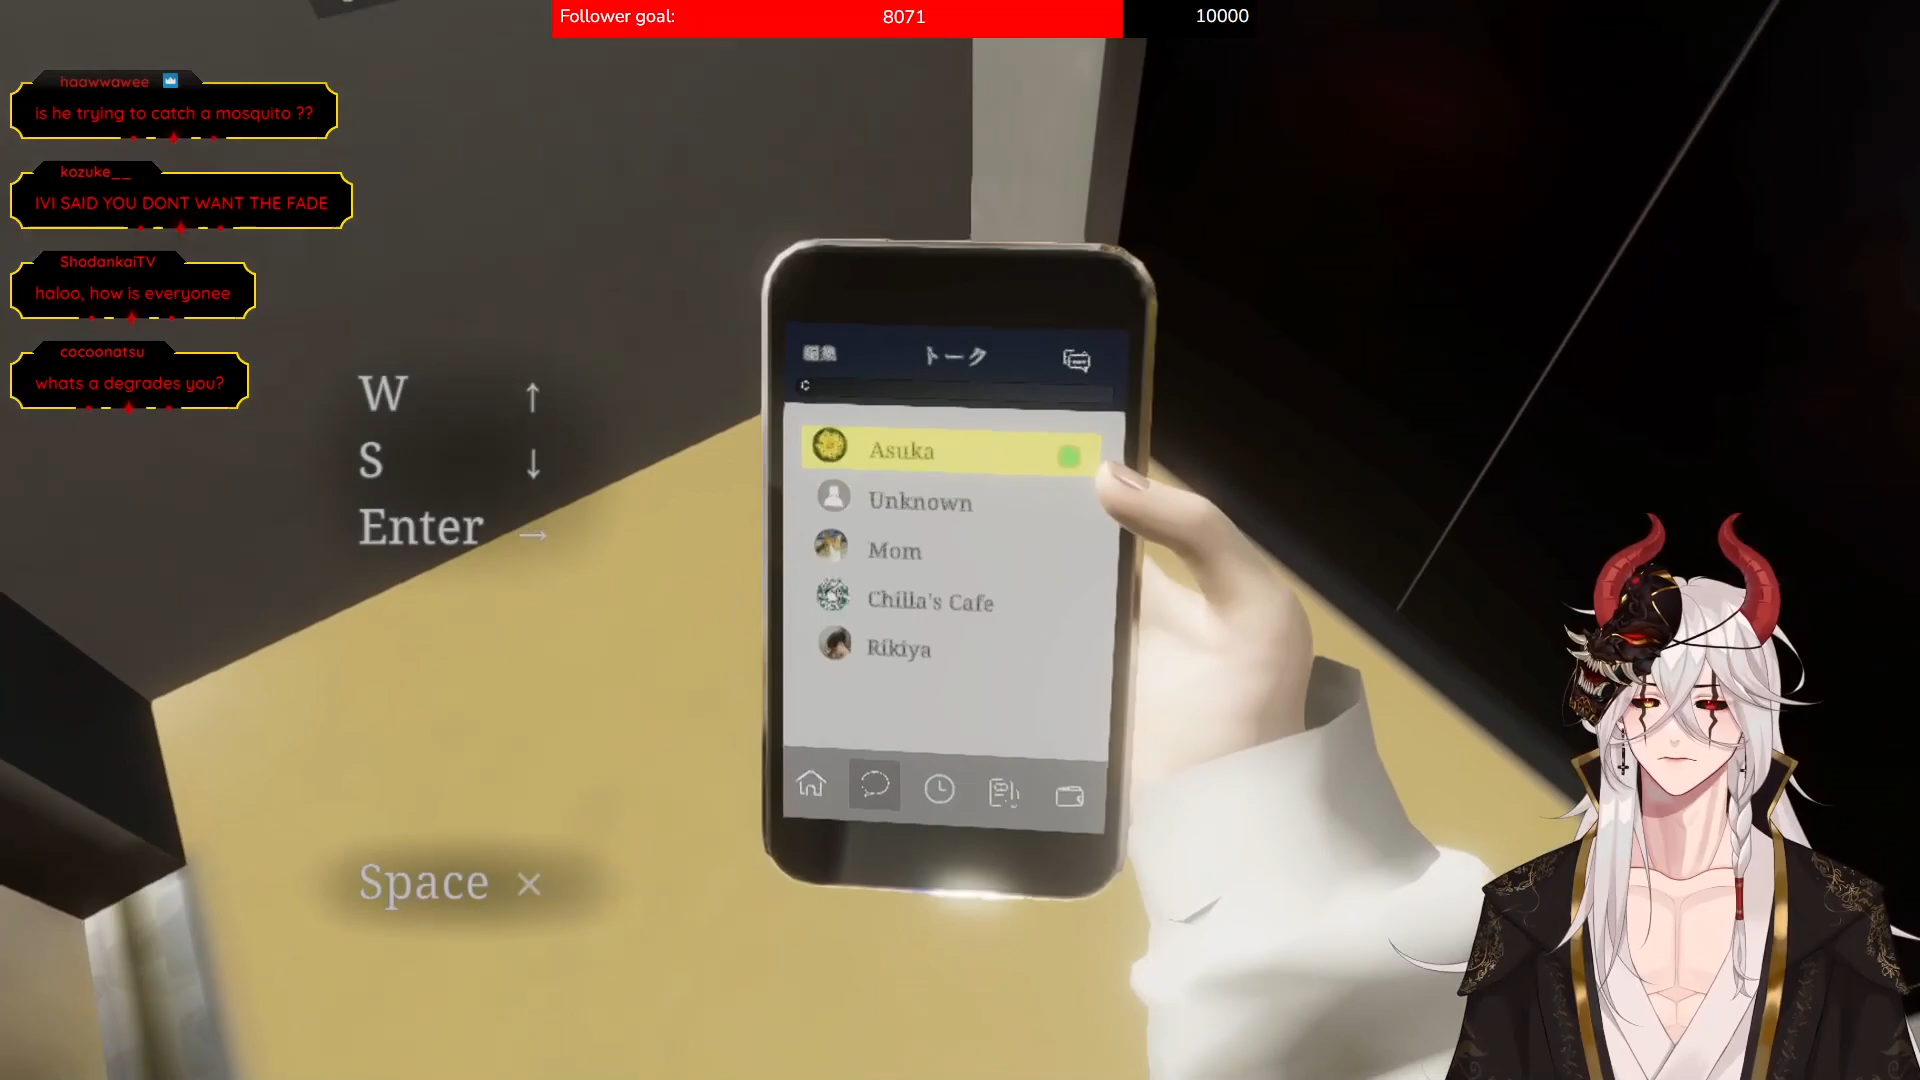 Follower goal: 8071 10000
haawwawee
is he trying to catch a mosquito ??
kozuke__
IVI SAID YOU DONT WANT THE FADE
ShodankaiTV
haloo, how is everyonee
cocoonatsu
whats a degrades you?
W ↑
S ↓
Enter →
Space ×
編集 トーク
Asuka
Unknown
Mom
Chilla's Cafe
Rikiya